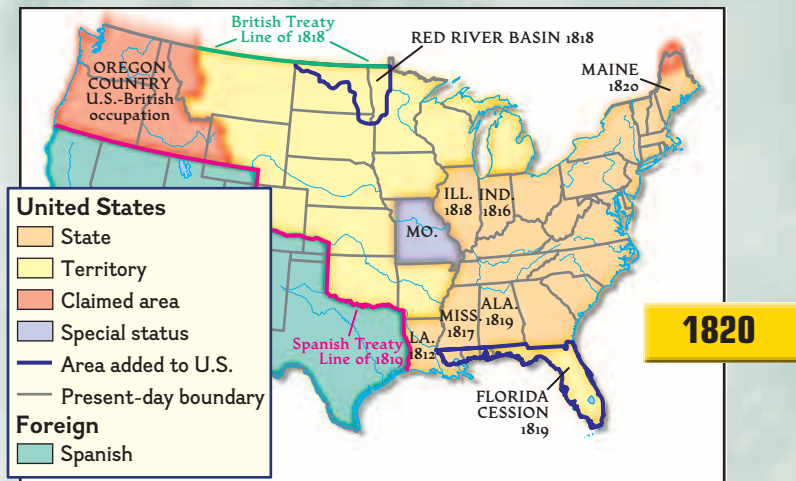 British Treaty
Line of 1818
RED RIVER BASIN 1818
OREGON
COUNTRY
U.S.-British
occupation
MAINE
1820
ILL.
1818
IND.
1816
MO.
MISS.
1817
ALA.
1819
LA.
1812
Spanish Treaty
Line of 1819
FLORIDA
CESSION
1819
United States
State
Territory
Claimed area
Special status
Area added to U.S.
Present-day boundary
Foreign
Spanish
1820